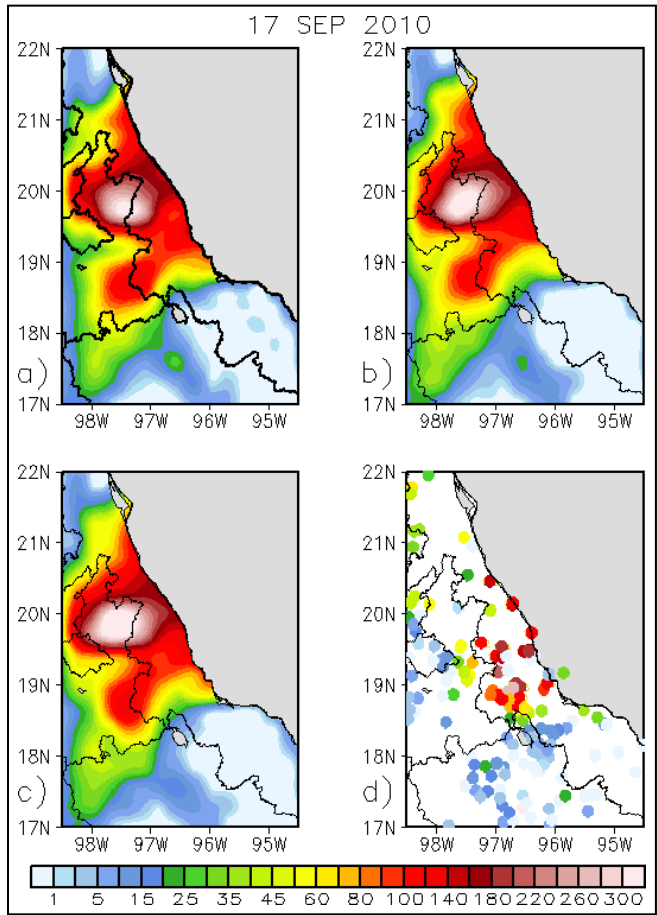 17 SEP 2010
22N 22N
21N 21N
20N 20N
19N 19N
18N 18N
a) b)
17N 17N
98W 97W 96W 95W 98W 97W 96W 95W
22N 22N
21N 21N
20N 20N
19N 19N
18N 18N
c) d)
17N 17N
98W 97W 96W 95W 98W 97W 96W 95W
1 5 15 25 35 45 60 80 100 140 180 220 260 300